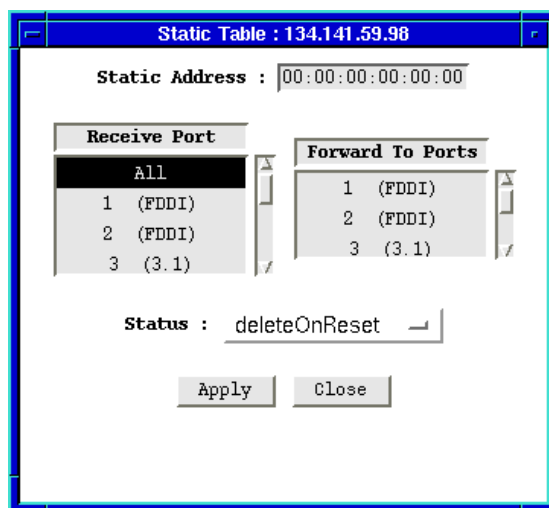 Static Table : 134.141.59.98
Static Address : 00:00:00:00:00:00
Receive Port
All
1 (FDDI)
2 (FDDI)
3 (3.1)
Forward To Ports
1 (FDDI)
2 (FDDI)
3 (3.1)
Status : deleteOnReset
Apply Close